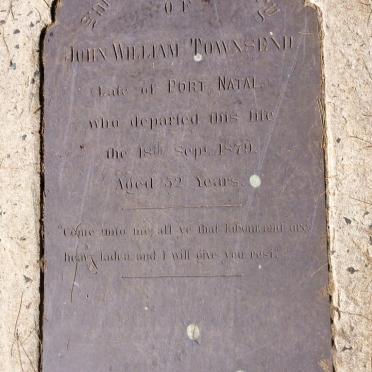 OF
JOHN WILLIAM TOWNSEND
Late of PORT NATAL.
who departed this life
the 18th Sept. 1879.
Aged 52 Years.
"Come unto me all ye that labour and are
heavy laden and I will give you rest."